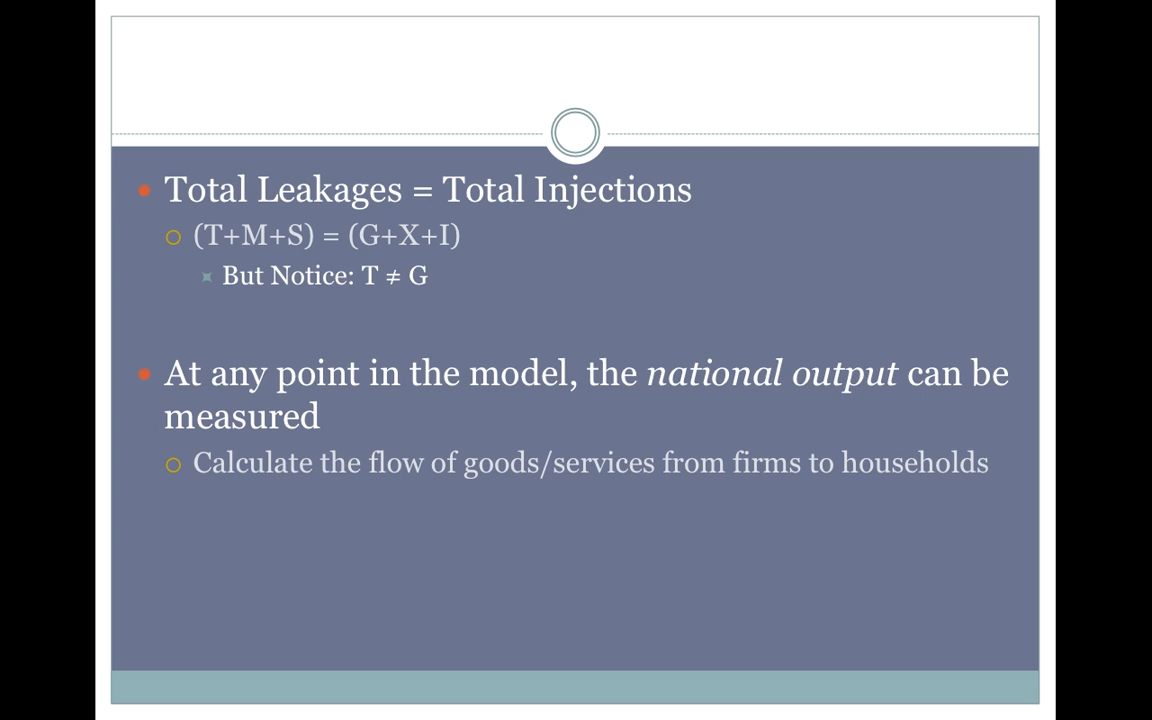 Total Leakages = Total Injections
(T+M+S) = (G+X+I)
But Notice: T ≠ G
At any point in the model, the national output can be
measured
Calculate the flow of goods/services from firms to households